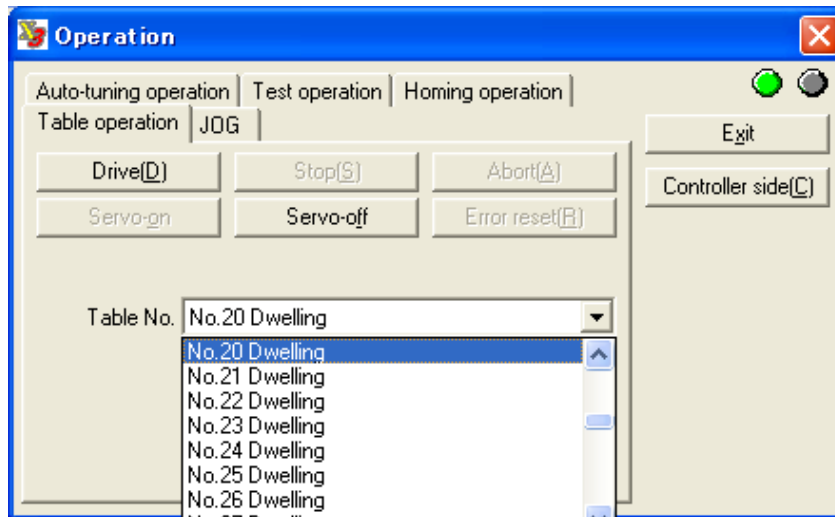 Operation
Auto-tuning operation Test operation Homing operation
Table operation JOG
Exit
Drive(D) Stop(S) Abort(A)
Controller side(C)
Servo-on Servo-off Error reset(R)
Table No. No.20 Dwelling
No.20 Dwelling
No.21 Dwelling
No.22 Dwelling
No.23 Dwelling
No.24 Dwelling
No.25 Dwelling
No.26 Dwelling